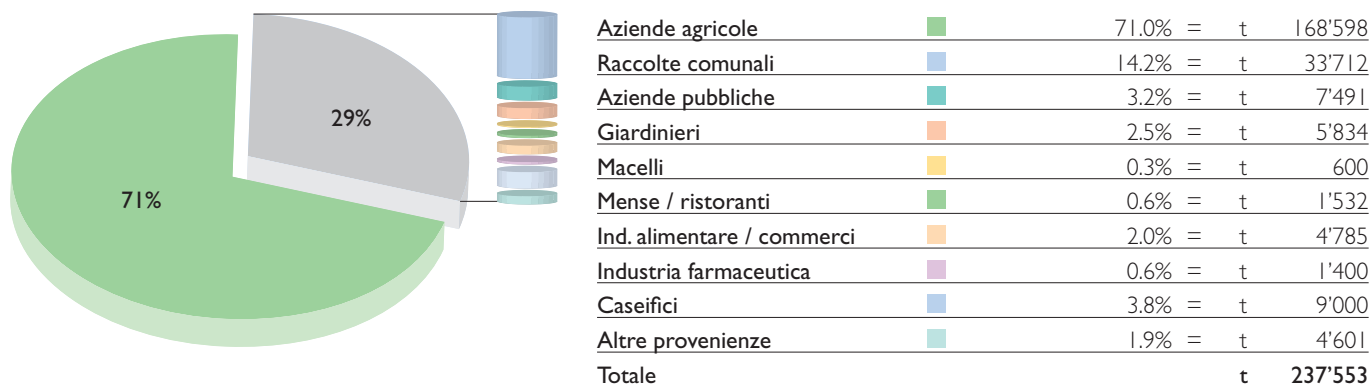 29%
71%
Aziende agricole 71.0% = t 168'598
Raccolte comunali 14.2% = t 33'712
Aziende pubbliche 3.2% = t 7'491
Giardinieri 2.5% = t 5'834
Macelli 0.3% = t 600
Mense / ristoranti 0.6% = t 1'532
Ind. alimentare / commerci 2.0% = t 4'785
Industria farmaceutica 0.6% = t 1'400
Caseifici 3.8% = t 9'000
Altre provenienze 1.9% = t 4'601
Totale t 237'553